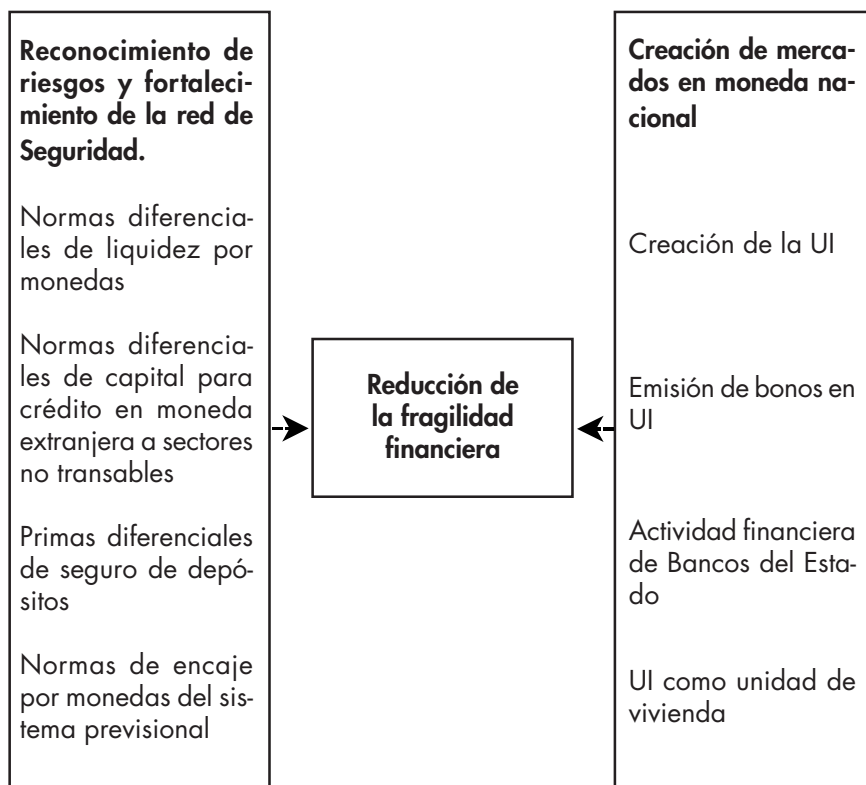 Reconocimiento de
riesgos y fortaleci-
miento de la red de
Seguridad.
Normas diferencia-
les de liquidez por
monedas
Normas diferencia-
les de capital para
crédito en moneda
extranjera a sectores
no transables
Primas diferenciales
de seguro de depó-
sitos
Normas de encaje
por monedas del sis-
tema previsional
Reducción de
la fragilidad
financiera
Creación de merca-
dos en moneda na-
cional
Creación de la UI
Emisión de bonos en
UI
Actividad financiera
de Bancos del Esta-
do
UI como unidad de
vivienda